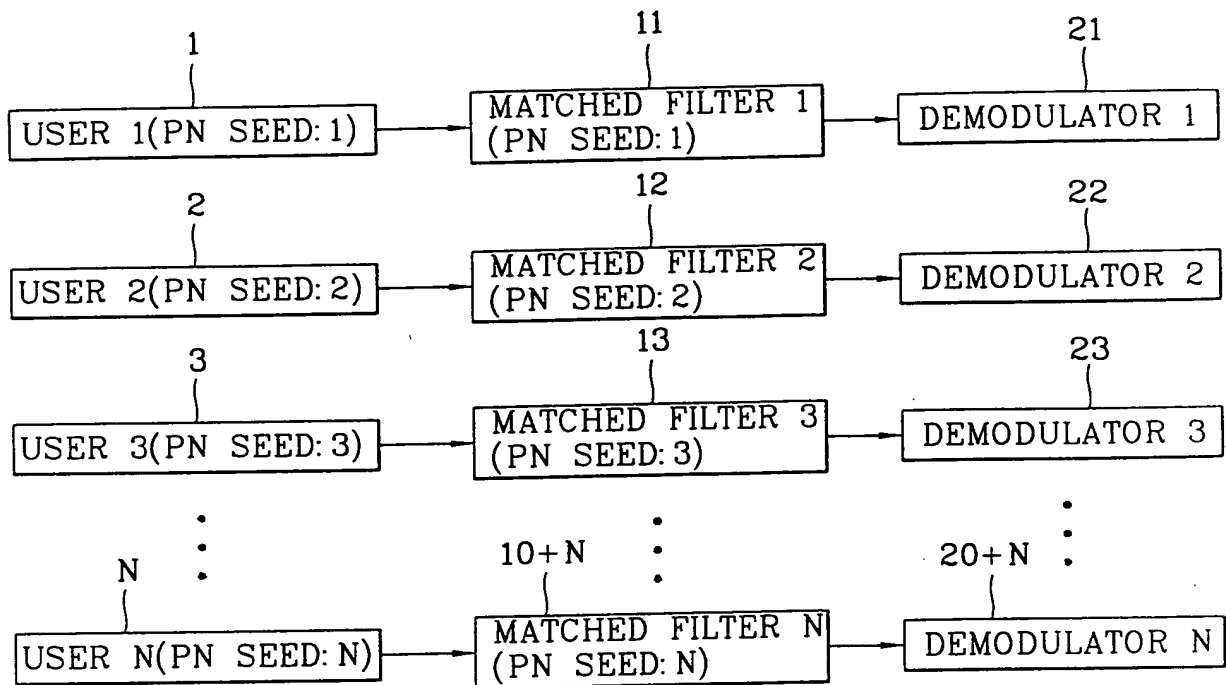 1
11
21
USER 1(PN SEED:1)
MATCHED FILTER 1
(PN SEED:1)
DEMODULATOR 1
2
12
22
USER 2(PN SEED:2)
MATCHED FILTER 2
(PN SEED:2)
DEMODULATOR 2
3
13
23
USER 3(PN SEED:3)
MATCHED FILTER 3
(PN SEED:3)
DEMODULATOR 3
N
10+N
20+N
USER N(PN SEED:N)
MATCHED FILTER N
(PN SEED:N)
DEMODULATOR N